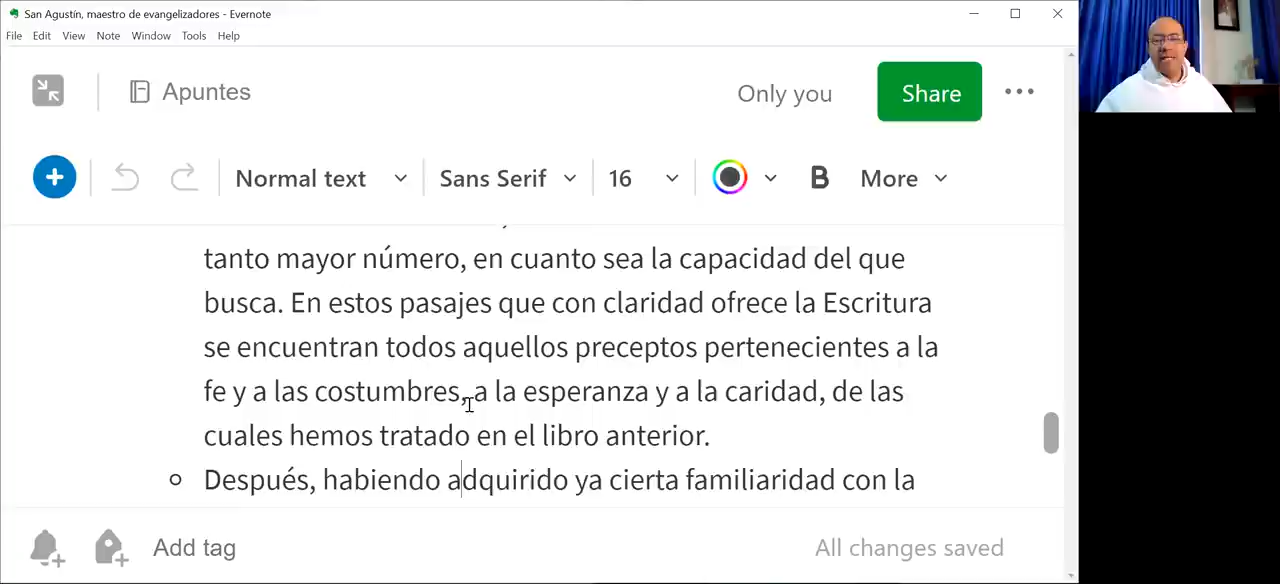 San Agustín, maestro de evangelizadores - Evernote
File Edit View Note Window Tools Help
Apuntes
Only you
Share
Normal text
Sans Serif
16
B
More
tanto mayor número, en cuanto sea la capacidad del que
busca. En estos pasajes que con claridad ofrece la Escritura
se encuentran todos aquellos preceptos pertenecientes a la
fe y a las costumbres, a la esperanza y a la caridad, de las
cuales hemos tratado en el libro anterior.
Después, habiendo adquirido ya cierta familiaridad con la
Add tag
All changes saved